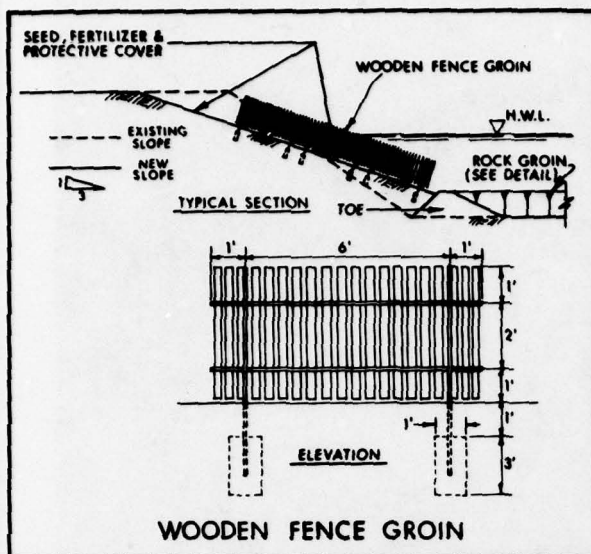 SEED, FERTILIZER &
PROTECTIVE COVER
WOODEN FENCE GROIN
H.W.L.
EXISTING
SLOPE
NEW
SLOPE
1
3
ROCK GROIN
(SEE DETAIL)
TYPICAL SECTION
TOE
1' 6' 1'
1'
2'
1'
1'
1'
3'
ELEVATION
WOODEN FENCE GROIN